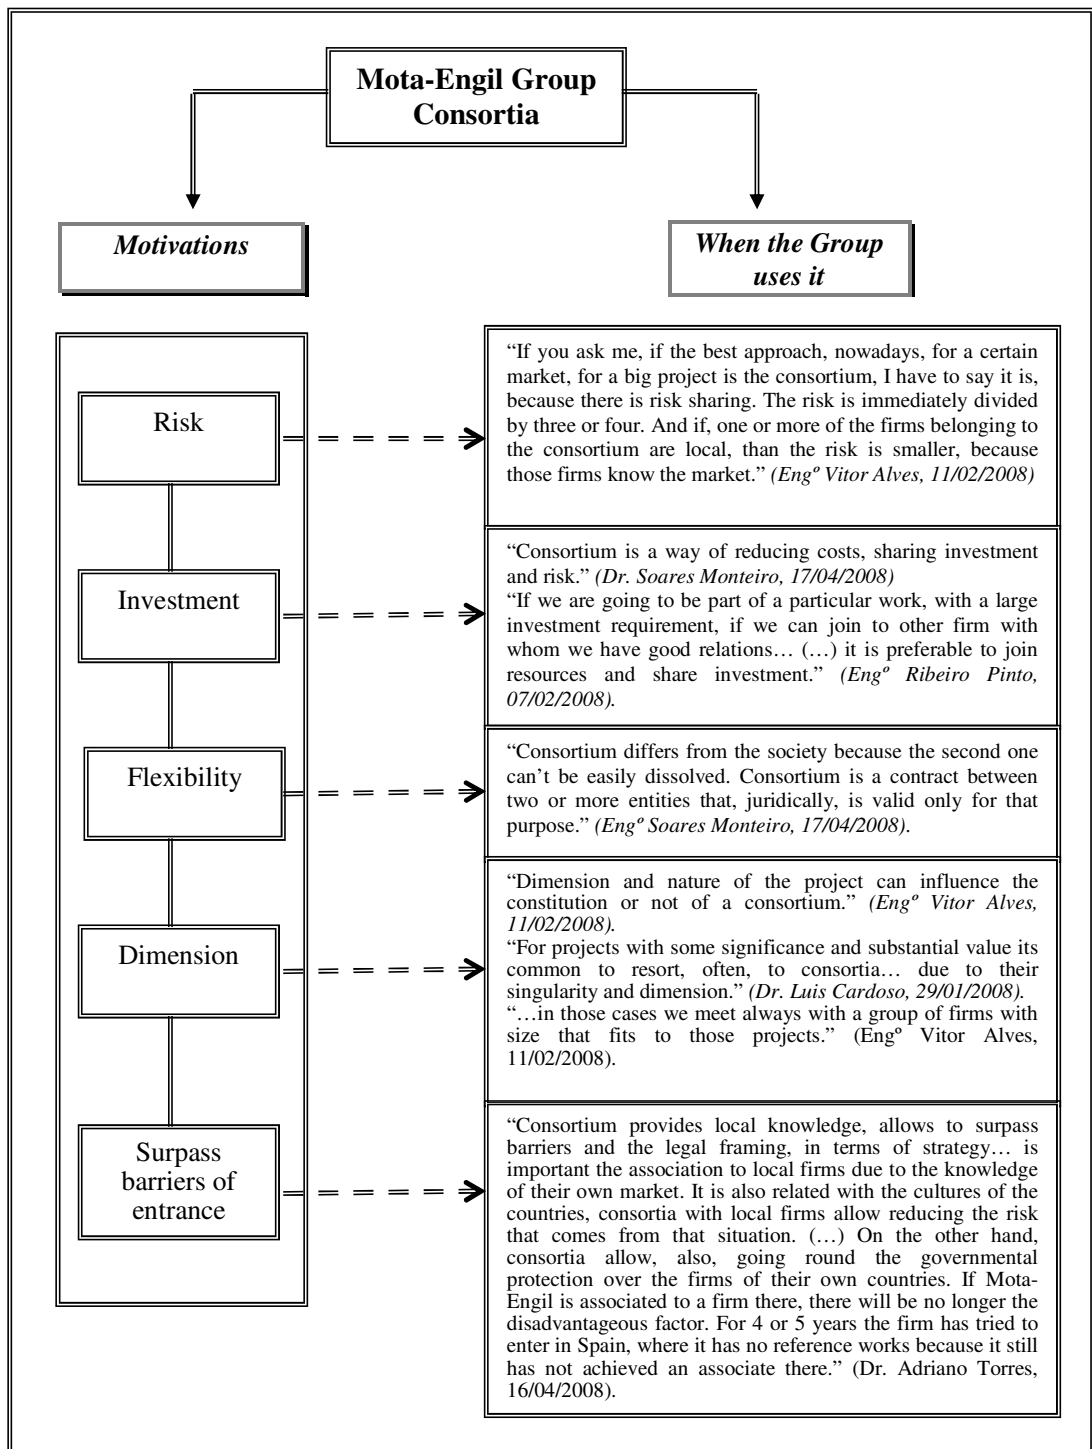 Mota-Engil Group
Consortia
Motivations
When the Group
uses it
Risk
“If you ask me, if the best approach, nowadays, for a certain
market, for a big project is the consortium, I have to say it is,
because there is risk sharing. The risk is immediately divided
by three or four. And if, one or more of the firms belonging to
the consortium are local, than the risk is smaller, because
those firms know the market.” (Engº Vitor Alves, 11/02/2008)
Investment
“Consortium is a way of reducing costs, sharing investment
and risk.” (Dr. Soares Monteiro, 17/04/2008)
“If we are going to be part of a particular work, with a large
investment requirement, if we can join to other firm with
whom we have good relations… (…) it is preferable to join
resources and share investment.” (Engº Ribeiro Pinto,
07/02/2008).
Flexibility
“Consortium differs from the society because the second one
can’t be easily dissolved. Consortium is a contract between
two or more entities that, juridically, is valid only for that
purpose.” (Engº Soares Monteiro, 17/04/2008).
Dimension
“Dimension and nature of the project can influence the
constitution or not of a consortium.” (Engº Vitor Alves,
11/02/2008).
“For projects with some significance and substantial value its
common to resort, often, to consortia… due to their
singularity and dimension.” (Dr. Luis Cardoso, 29/01/2008).
“…in those cases we meet always with a group of firms with
size that fits to those projects.” (Engº Vitor Alves,
11/02/2008).
Surpass
barriers of
entrance
“Consortium provides local knowledge, allows to surpass
barriers and the legal framing, in terms of strategy… is
important the association to local firms due to the knowledge
of their own market. It is also related with the cultures of the
countries, consortia with local firms allow reducing the risk
that comes from that situation. (…) On the other hand,
consortia allow, also, going round the governmental
protection over the firms of their own countries. If Mota-
Engil is associated to a firm there, there will be no longer the
disadvantageous factor. For 4 or 5 years the firm has tried to
enter in Spain, where it has no reference works because it still
has not achieved an associate there.” (Dr. Adriano Torres,
16/04/2008).